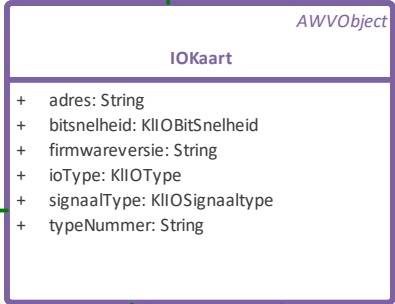 AWVObject
IOKaart
+ adres: String
+ bitsnelheid: KlIOBitSnelheid
+ firmwareversie: String
+ ioType: KlIOType
+ signaalType: KlIOSignaaltype
+ typeNummer: String